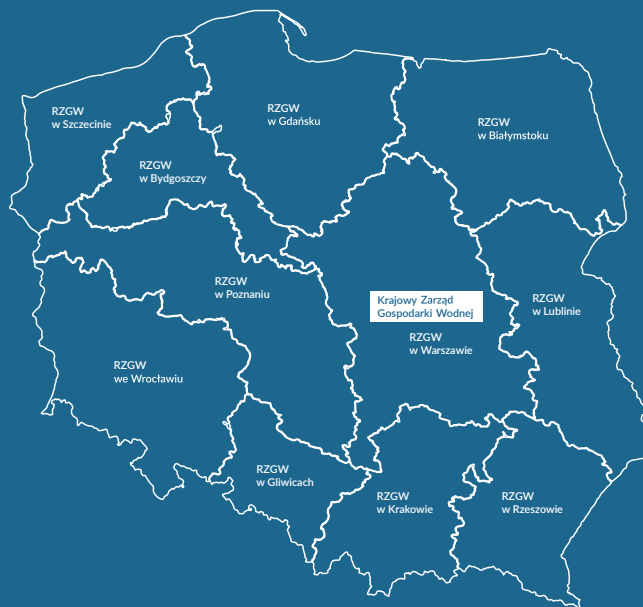 RZGW
w Szczecinie
RZGW
w Gdańsku
RZGW
w Białymstoku
RZGW
w Bydgoszczy
RZGW
w Poznaniu
Krajowy Zarząd
Gospodarki Wodnej
RZGW
w Warszawie
RZGW
w Lublinie
RZGW
we Wrocławiu
RZGW
w Gliwicach
RZGW
w Krakowie
RZGW
w Rzeszowie